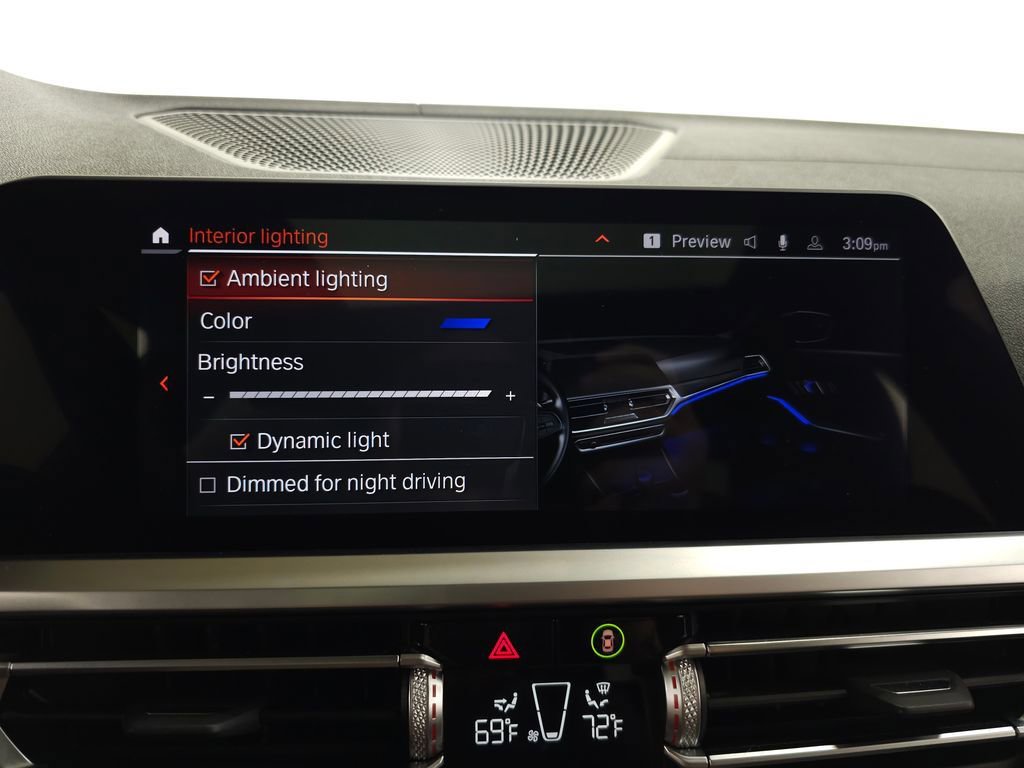 Interior lighting
1 Preview 3:09pm
Ambient lighting
Color
Brightness
− +
Dynamic light
Dimmed for night driving
69°F 72°F